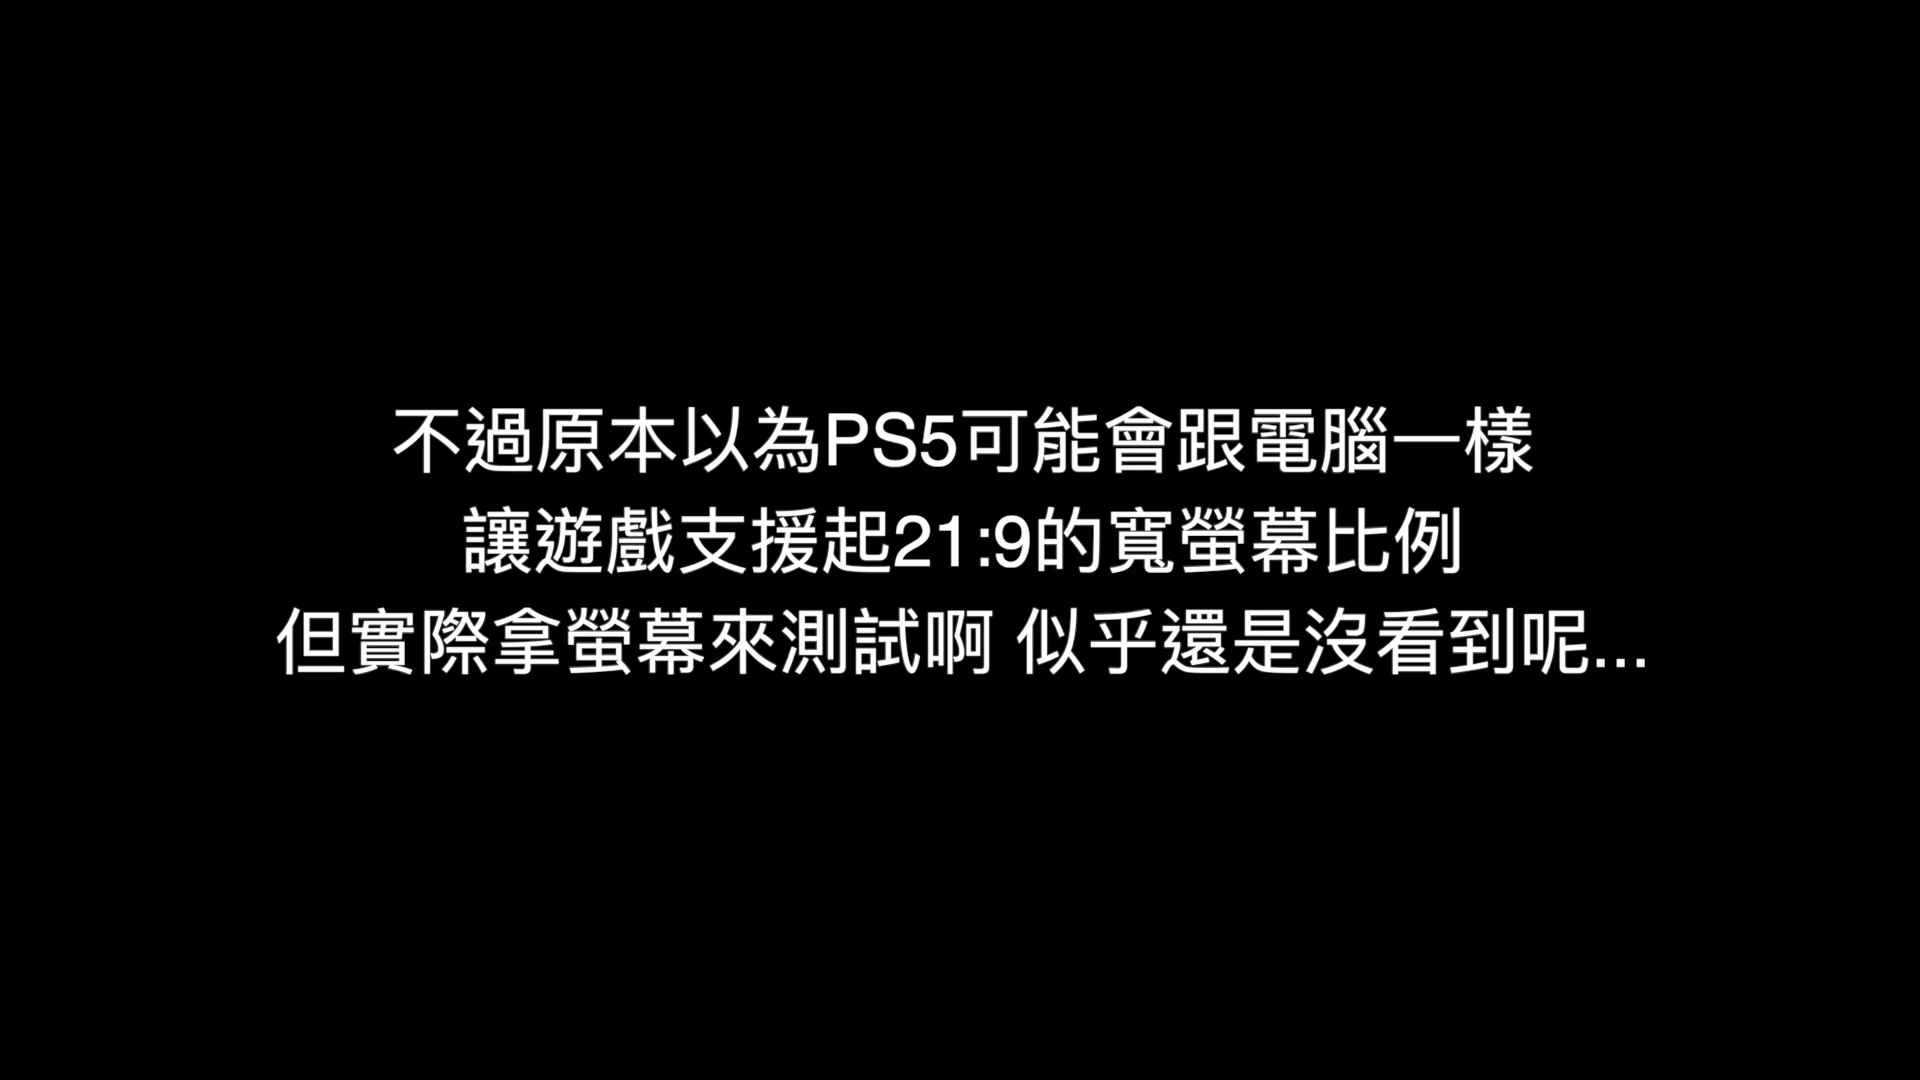 不過原本以為PS5可能會跟電腦一樣
讓遊戲支援起21:9的寬螢幕比例
但實際拿螢幕來測試啊 似乎還是沒看到呢...